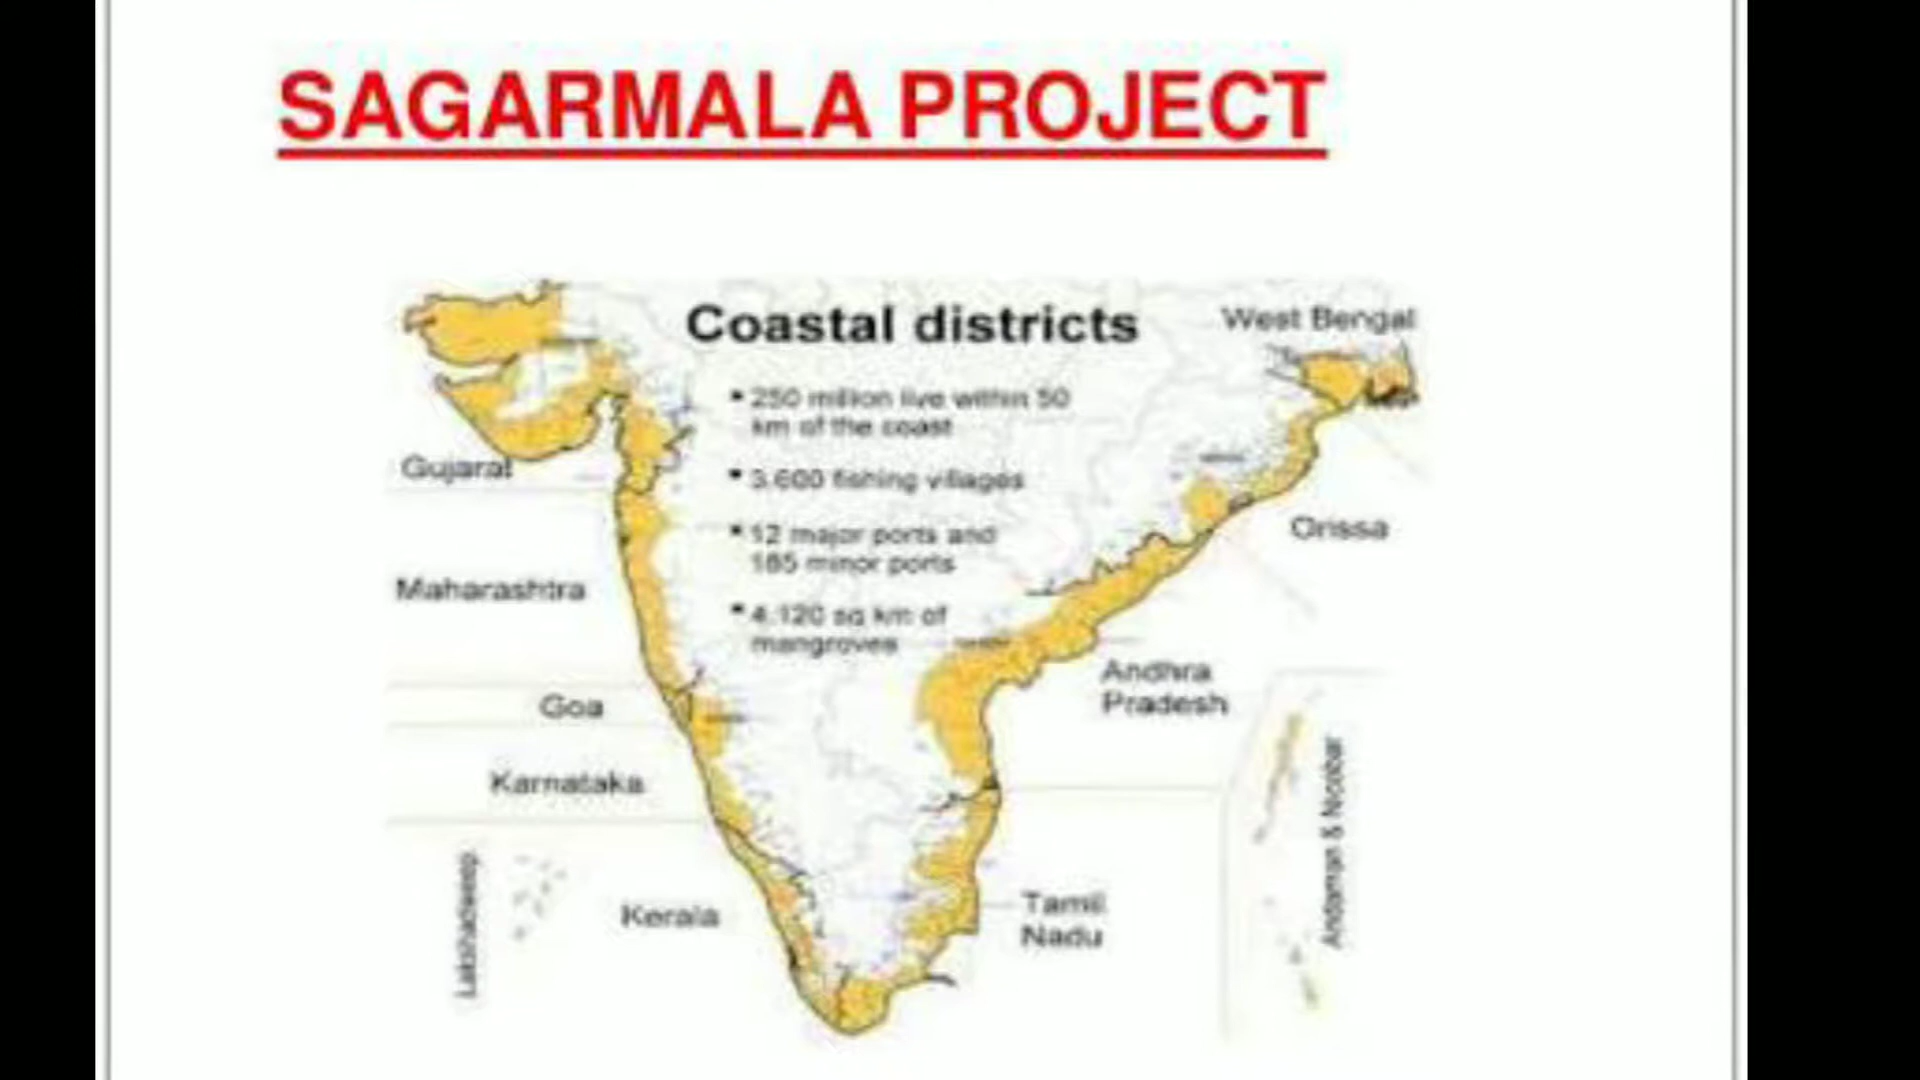 SAGARMALA PROJECT
Coastal districts
West Bengal
▪ 250 million live within 50
km of the coast
Gujarat
▪ 3.600 fishing villages
Orissa
▪ 12 major ports and
185 minor ports
Maharashtra
▪ 4.120 sq km of
mangroves
Andhra
Pradesh
Goa
Karnataka
Andaman & Nicobar
Lakshadweep
Kerala
Tamil
Nadu